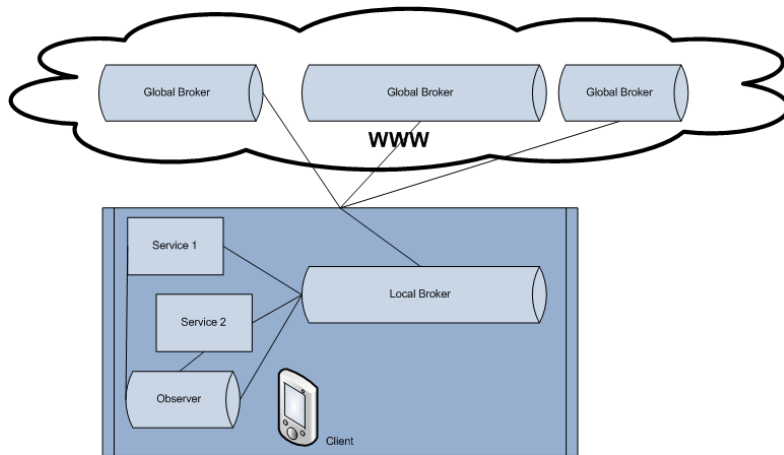 Global Broker
Global Broker
Global Broker
WWW
Service 1
Local Broker
Service 2
Observer
Client